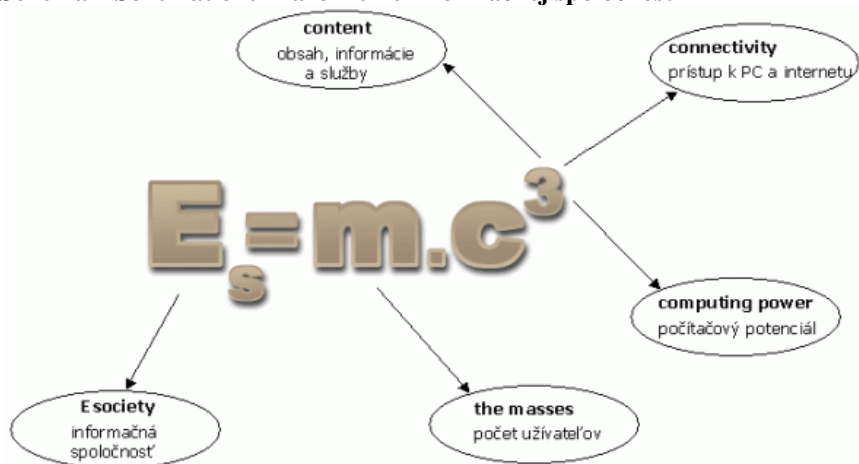 content
obsah, informácie
a služby
connectivity
prístup k PC a internetu
Es=m.c³
computing power
počítačový potenciál
E society
informačná
spoločnosť
the masses
počet užívateľov